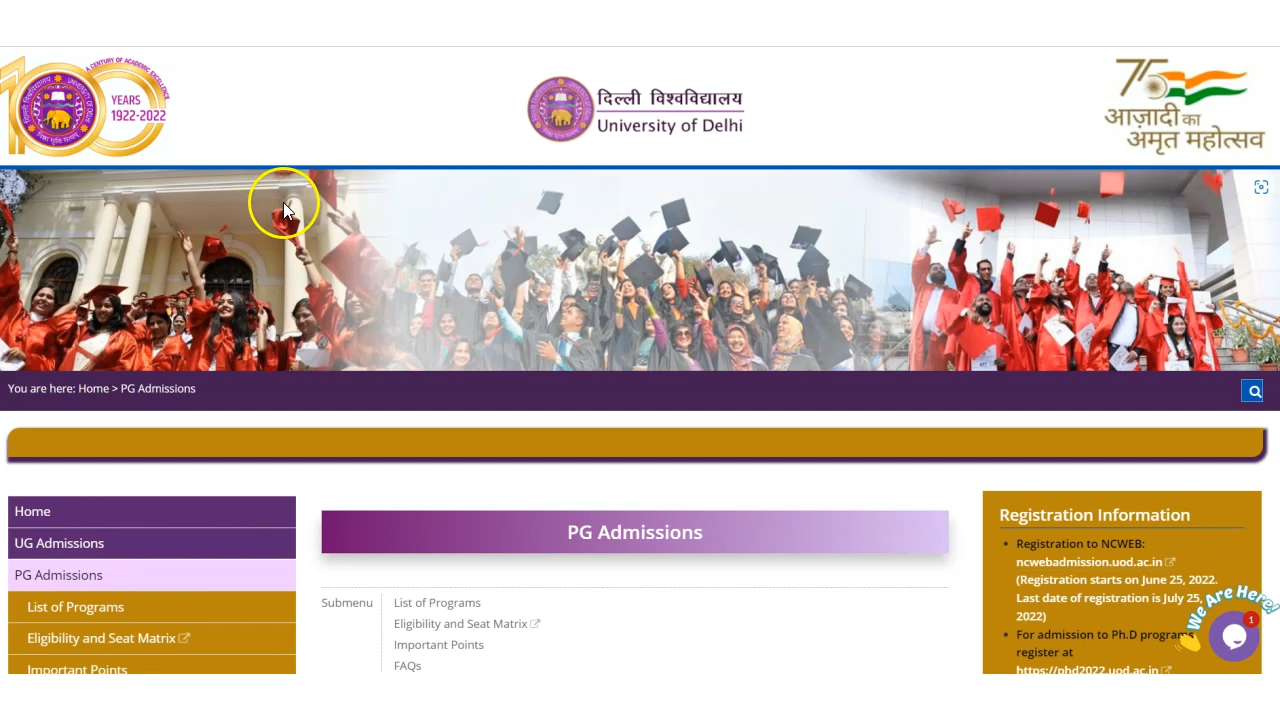 A CENTURY OF ACADEMIC EXCELLENCE
YEARS
1922-2022
दिल्ली विश्वविद्यालय
University of Delhi
75
आज़ादी का
अमृत महोत्सव
You are here: Home > PG Admissions
Home
UG Admissions
PG Admissions
List of Programs
Eligibility and Seat Matrix
Important Points
PG Admissions
Submenu
List of Programs
Eligibility and Seat Matrix
Important Points
FAQs
Registration Information
• Registration to NCWEB:
ncwebadmission.uod.ac.in
(Registration starts on June 25, 2022.
Last date of registration is July 25,
2022)
• For admission to Ph.D programs
register at
https://phd2022.uod.ac.in
We Are Here!
1